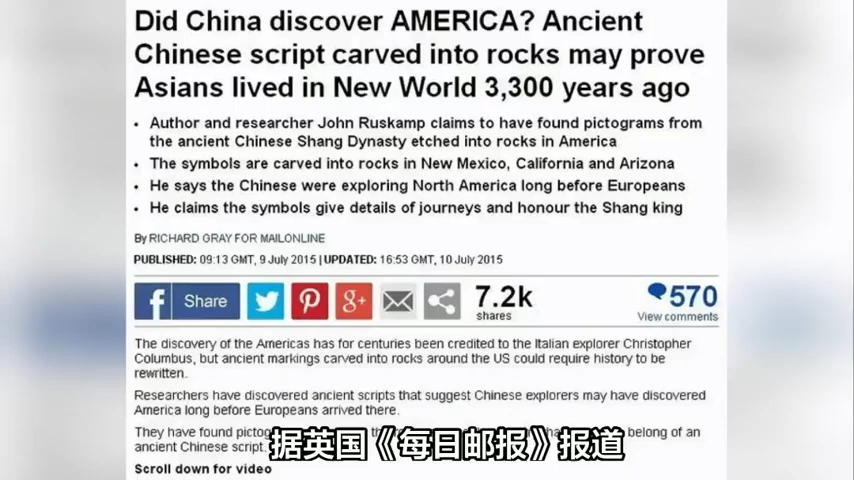 Did China discover AMERICA? Ancient
Chinese script carved into rocks may prove
Asians lived in New World 3,300 years ago
• Author and researcher John Ruskamp claims to have found pictograms from
the ancient Chinese Shang Dynasty etched into rocks in America
• The symbols are carved into rocks in New Mexico, California and Arizona
• He says the Chinese were exploring North America long before Europeans
• He claims the symbols give details of journeys and honour the Shang king
By RICHARD GRAY FOR MAILONLINE
PUBLISHED: 09:13 GMT, 9 July 2015 | UPDATED: 16:53 GMT, 10 July 2015
f Share
g+
7.2k
shares
570
View comments
The discovery of the Americas has for centuries been credited to the Italian explorer Christopher
Columbus, but ancient markings carved into rocks around the US could require history to be
rewritten.
Researchers have discovered ancient scripts that suggest Chinese explorers may have discovered
America long before Europeans arrived there.
They have found belong of an
ancient Chinese script.
据英国《每日邮报》报道
Scroll down for video